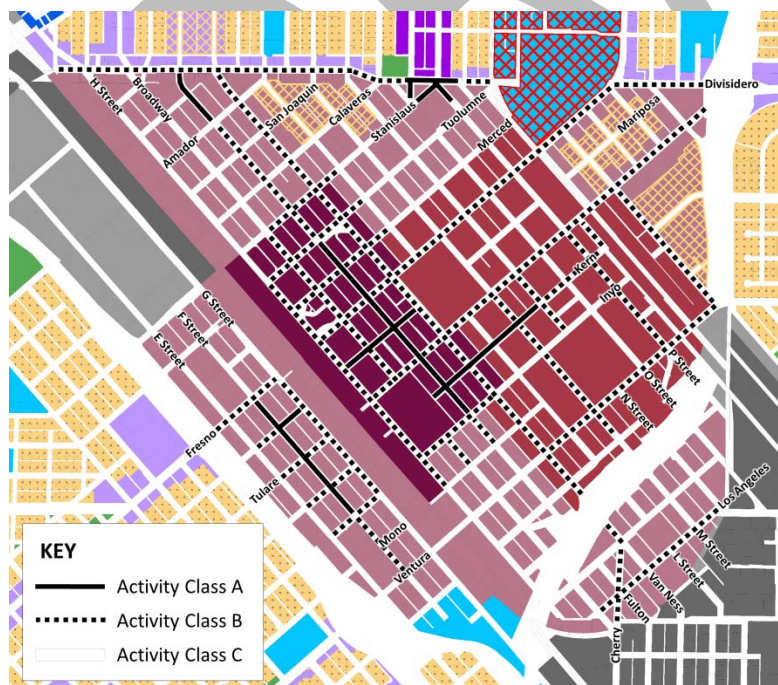 Divisidero
H Street
Broadway
San Joaquin
Calaveras
Stanislaus
Tuolumne
Merced
Mariposa
Amador
Kern
Inyo
G Street
F Street
E Street
P Street
O Street
N Street
Fresno
Tulare
Mono
Ventura
Los Angeles
M Street
L Street
Van Ness
Fulton
Cherry
KEY
Activity Class A
Activity Class B
Activity Class C